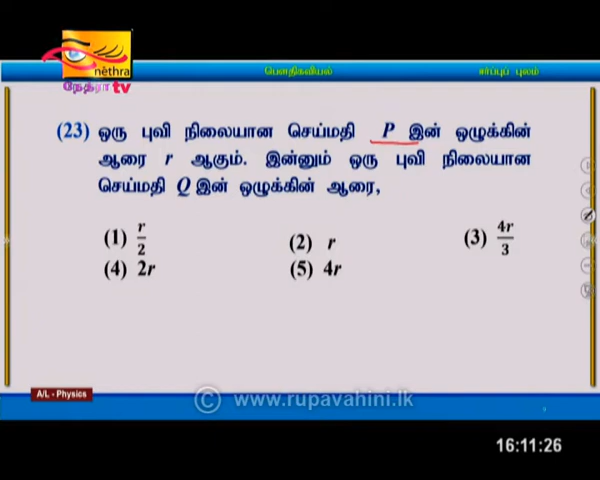 nēthra
நேத்ரா tv
பௌதிகவியல் ஈர்ப்புப் புலம்
(23) ஒரு புவி நிலையான செய்மதி P இன் ஒழுக்கின்
ஆரை r ஆகும். இன்னும் ஒரு புவி நிலையான
செய்மதி Q இன் ஒழுக்கின் ஆரை,
(1) r/2 (2) r (3) 4r/3
(4) 2r (5) 4r
A/L - Physics
© www.rupavahini.lk
9
16:11:26